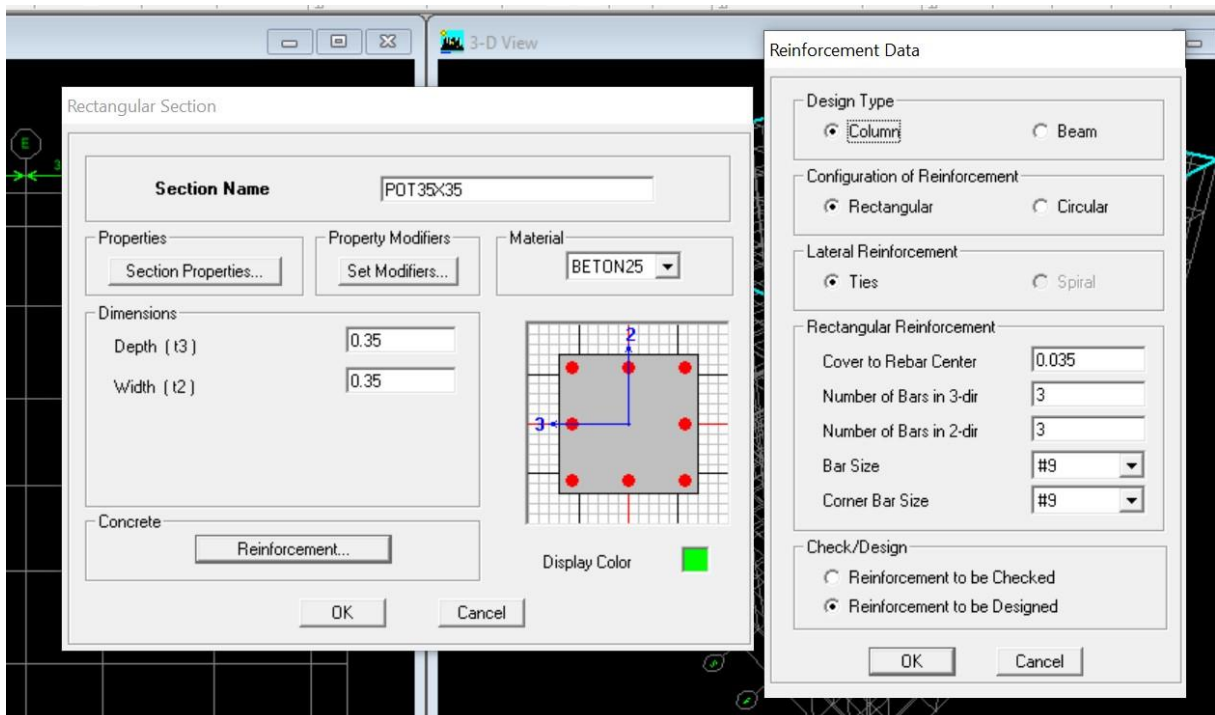 3-D View
E
3
Rectangular Section
Section Name POT35X35
Properties Property Modifiers Material
Section Properties... Set Modifiers... BETON25
Dimensions
Depth ( t3 ) 0.35
Width ( t2 ) 0.35
2
3
Concrete
Reinforcement...
Display Color
OK Cancel
Reinforcement Data
Design Type
Column Beam
Configuration of Reinforcement
Rectangular Circular
Lateral Reinforcement
Ties Spiral
Rectangular Reinforcement
Cover to Rebar Center 0.035
Number of Bars in 3-dir 3
Number of Bars in 2-dir 3
Bar Size #9
Corner Bar Size #9
Check/Design
Reinforcement to be Checked
Reinforcement to be Designed
OK Cancel